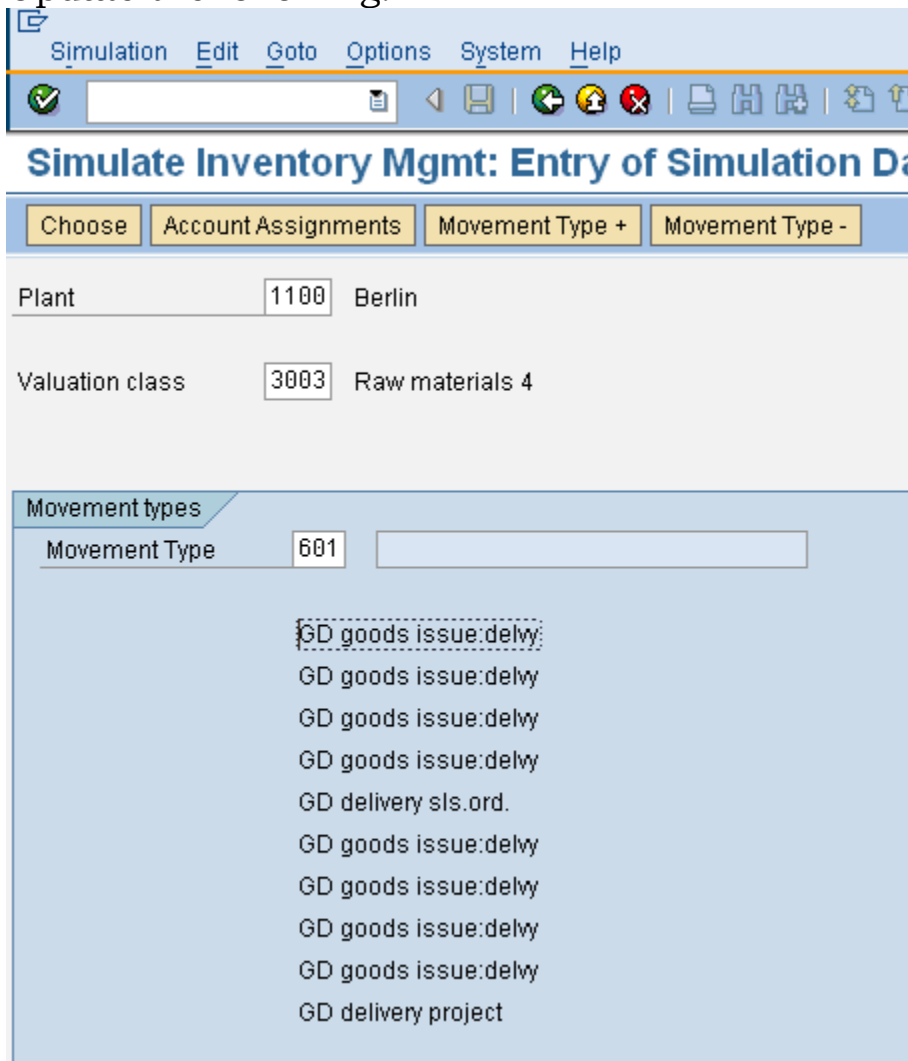 Simulation Edit Goto Options System Help
Simulate Inventory Mgmt: Entry of Simulation Da
Choose Account Assignments Movement Type + Movement Type -
Plant 1100 Berlin
Valuation class 3003 Raw materials 4
Movement types
Movement Type 601
GD goods issue:delvy
GD goods issue:delvy
GD goods issue:delvy
GD goods issue:delvy
GD delivery sls.ord.
GD goods issue:delvy
GD goods issue:delvy
GD goods issue:delvy
GD goods issue:delvy
GD delivery project